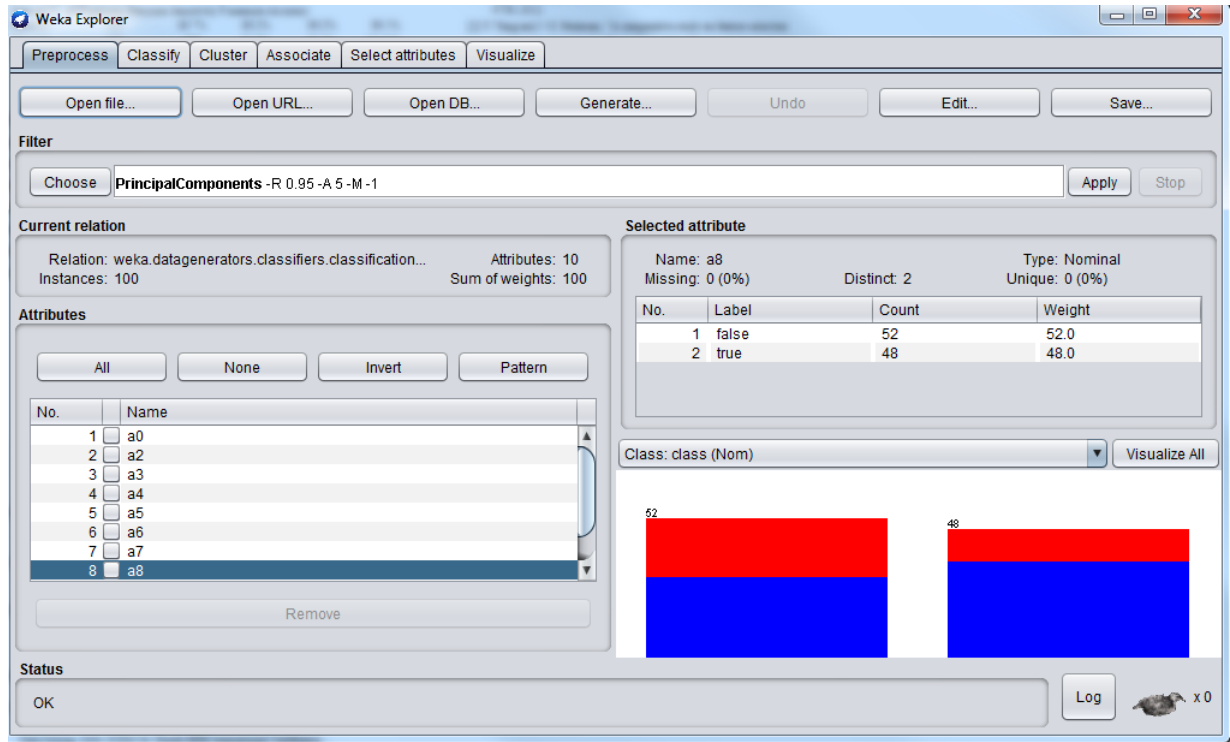 Weka Explorer
Preprocess Classify Cluster Associate Select attributes Visualize
Open file... Open URL... Open DB... Generate... Undo Edit... Save...
Filter
Choose PrincipalComponents -R 0.95 -A 5 -M -1 Apply Stop
Current relation
Relation: weka.datagenerators.classifiers.classification... Attributes: 10
Instances: 100 Sum of weights: 100
Attributes
All None Invert Pattern
No. Name
1 a0
2 a2
3 a3
4 a4
5 a5
6 a6
7 a7
8 a8
Remove
Selected attribute
Name: a8 Type: Nominal
Missing: 0 (0%) Distinct: 2 Unique: 0 (0%)
No. Label Count Weight
1 false 52 52.0
2 true 48 48.0
Class: class (Nom) Visualize All
52
48
Status
OK
Log x 0